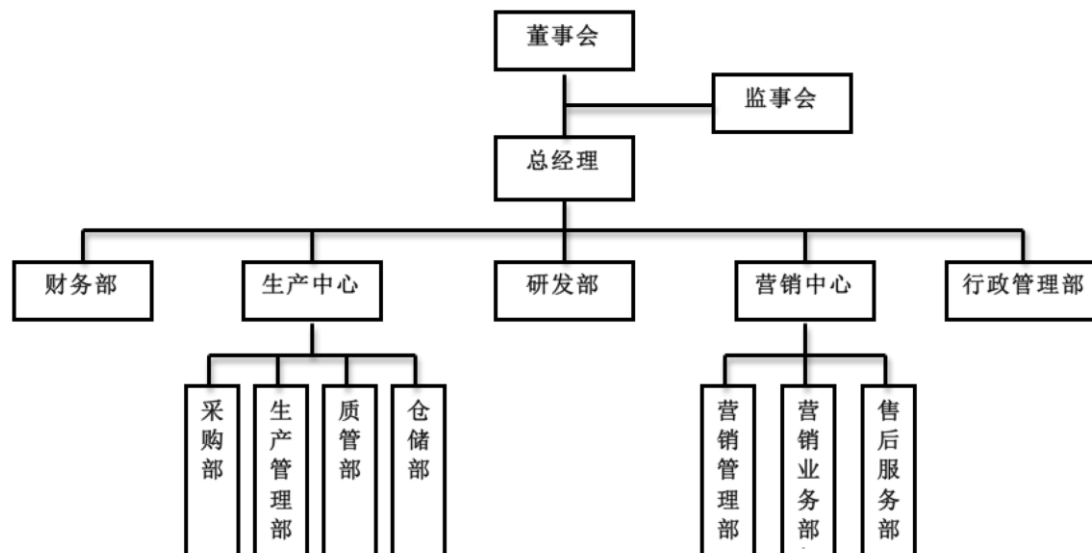 董事会
监事会
总经理
财务部
生产中心
研发部
营销中心
行政管理部
采购部
生产管理部
质管部
仓储部
营销管理部
营销业务部
售后服务部